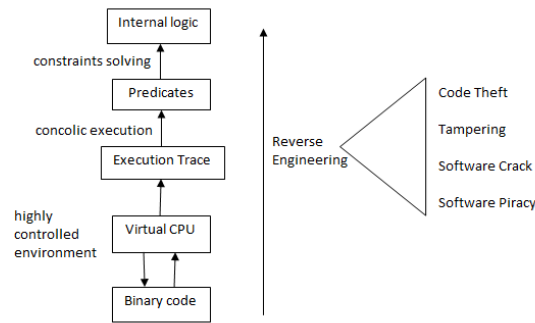 Internal logic
constraints solving
Predicates
concolic execution
Execution Trace
highly
controlled
environment
Virtual CPU
Binary code
Reverse
Engineering
Code Theft
Tampering
Software Crack
Software Piracy